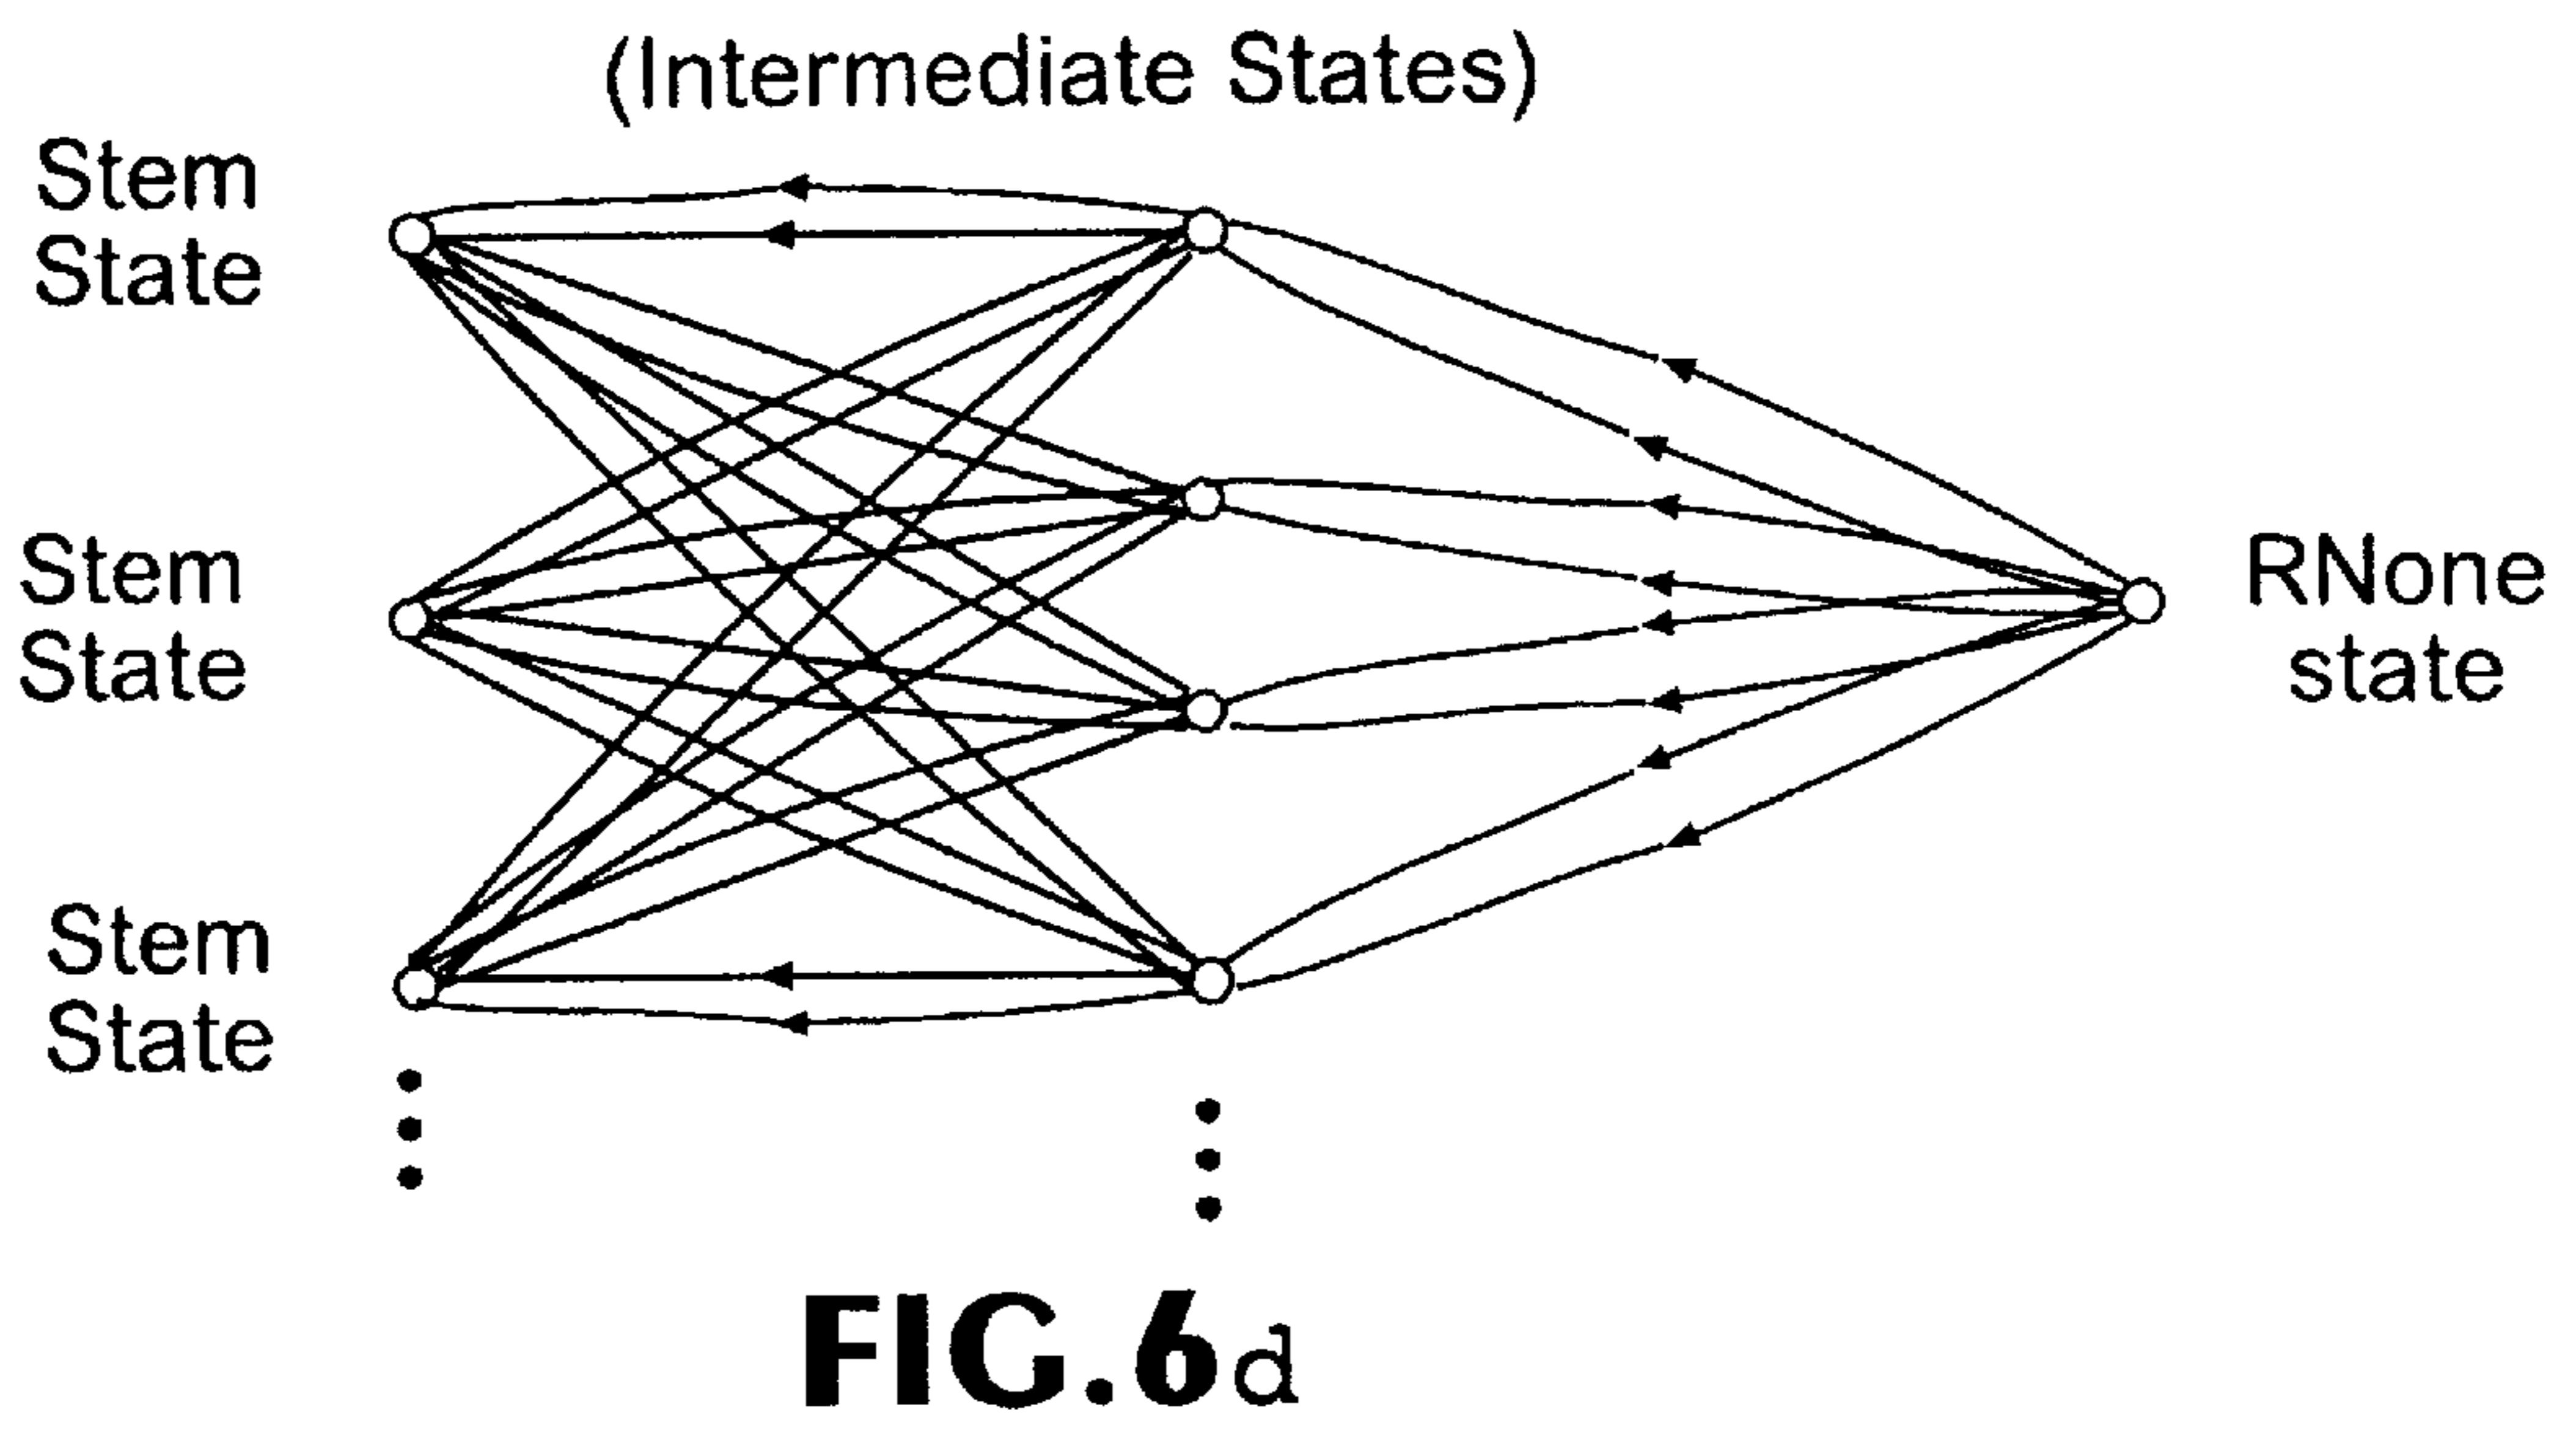 (Intermediate States)
Stem
State
Stem
State
RNone
state
Stem
State
FIG.6d